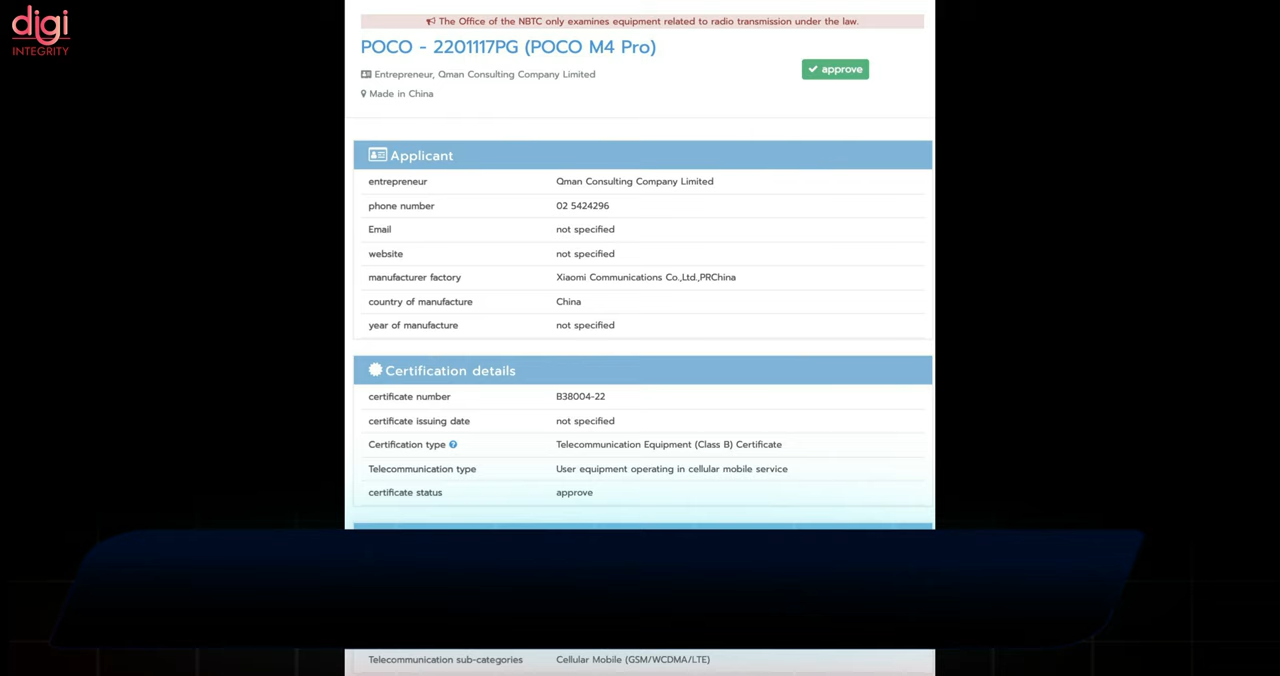 digi
INTEGRITY
The Office of the NBTC only examines equipment related to radio transmission under the law.
POCO - 2201117PG (POCO M4 Pro)
Entrepreneur, Qman Consulting Company Limited
approve
Made in China
Applicant
entrepreneur Qman Consulting Company Limited
phone number 02 5424296
Email not specified
website not specified
manufacturer factory Xiaomi Communications Co.,Ltd.,PRChina
country of manufacture China
year of manufacture not specified
Certification details
certificate number B38004-22
certificate issuing date not specified
Certification type Telecommunication Equipment (Class B) Certificate
Telecommunication type User equipment operating in cellular mobile service
certificate status approve
Telecommunication sub-categories Cellular Mobile (GSM/WCDMA/LTE)